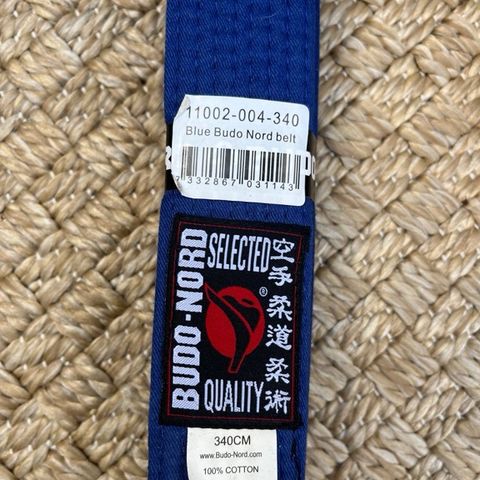 11002-004-340
Blue Budo Nord belt
7 332867 031143
BUDO-NORD
SELECTED
QUALITY
®
空手柔道柔術
340CM
www.Budo-Nord.com
100% COTTON